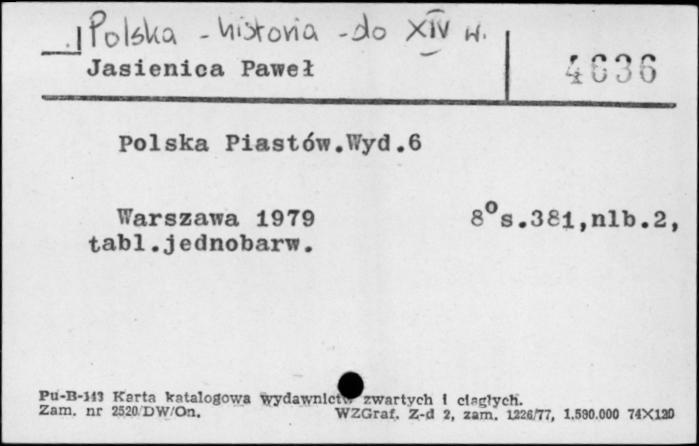 Polska - historia - do XIV w.
Jasienica Paweł
4636
Polska Piastów.Wyd.6
Warszawa 1979 8°s.381,nlb.2,
tabl.jednobarw.
Pu-B-143 Karta katalogowa wydawnictw zwartych i ciągłych.
Zam. nr 2520/DW/On. WZGraf. Z-d 2, zam. 1226/77, 1.590.000 74X120